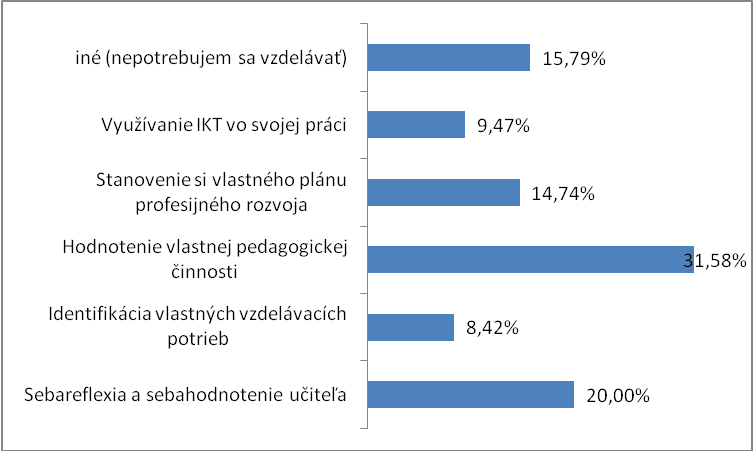 iné (nepotrebujem sa vzdelávať)
15,79%
Využívanie IKT vo svojej práci
9,47%
Stanovenie si vlastného plánu
profesijného rozvoja
14,74%
Hodnotenie vlastnej pedagogickej
činnosti
31,58%
Identifikácia vlastných vzdelávacích
potrieb
8,42%
Sebareflexia a sebahodnotenie učiteľa
20,00%